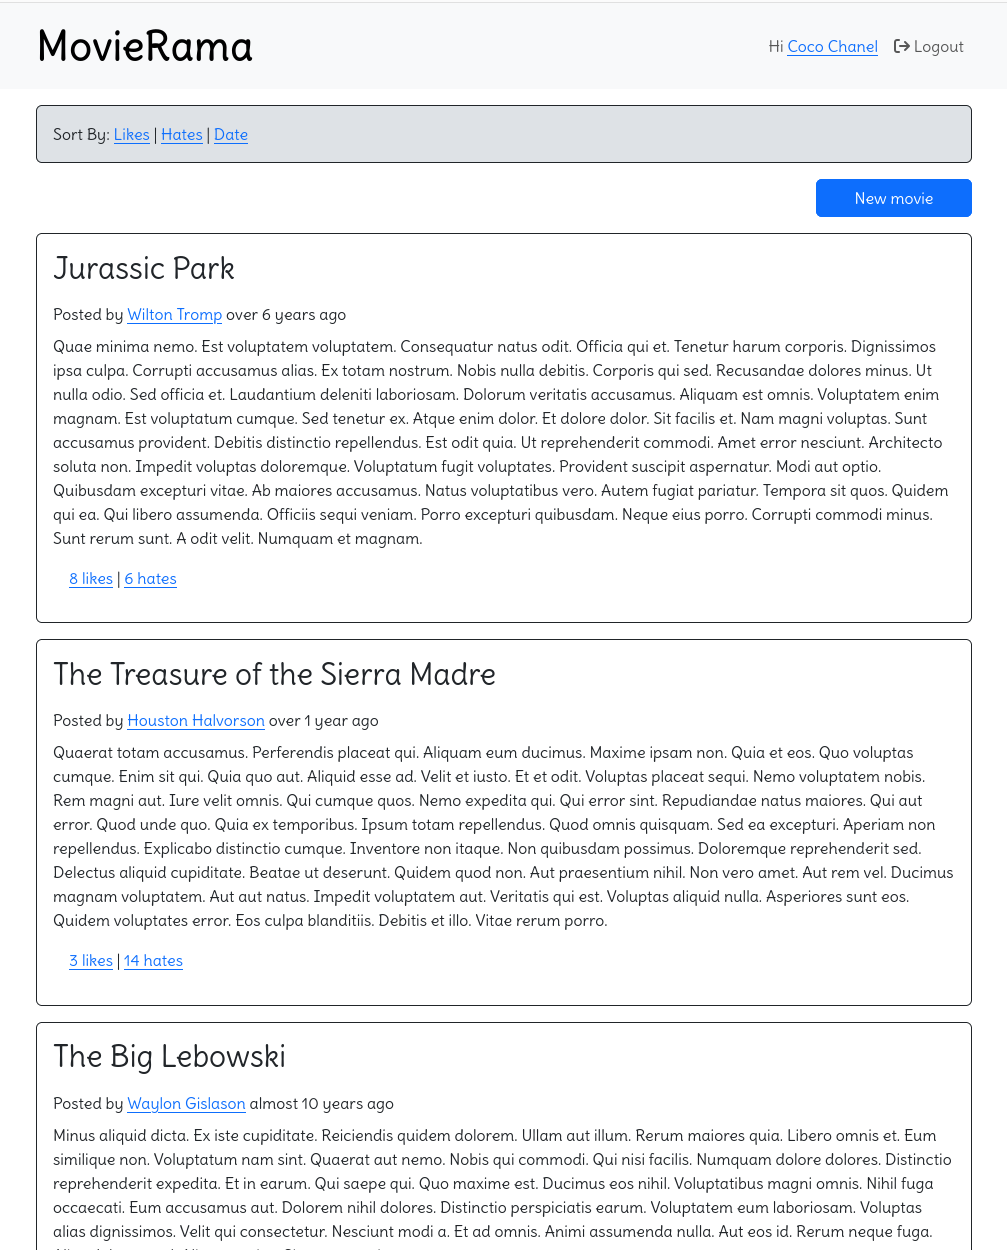 MovieRama
Hi Coco Chanel Logout
Sort By: Likes | Hates | Date
New movie
Jurassic Park
Posted by Wilton Tromp over 6 years ago
Quae minima nemo. Est voluptatem voluptatem. Consequatur natus odit. Officia qui et. Tenetur harum corporis. Dignissimos
ipsa culpa. Corrupti accusamus alias. Ex totam nostrum. Nobis nulla debitis. Corporis qui sed. Recusandae dolores minus. Ut
nulla odio. Sed officia et. Laudantium deleniti laboriosam. Dolorum veritatis accusamus. Aliquam est omnis. Voluptatem enim
magnam. Est voluptatum cumque. Sed tenetur ex. Atque enim dolor. Et dolore dolor. Sit facilis et. Nam magni voluptas. Sunt
accusamus provident. Debitis distinctio repellendus. Est odit quia. Ut reprehenderit commodi. Amet error nesciunt. Architecto
soluta non. Impedit voluptas doloremque. Voluptatum fugit voluptates. Provident suscipit aspernatur. Modi aut optio.
Quibusdam excepturi vitae. Ab maiores accusamus. Natus voluptatibus vero. Autem fugiat pariatur. Tempora sit quos. Quidem
qui ea. Qui libero assumenda. Officiis sequi veniam. Porro excepturi quibusdam. Neque eius porro. Corrupti commodi minus.
Sunt rerum sunt. A odit velit. Numquam et magnam.
8 likes | 6 hates
The Treasure of the Sierra Madre
Posted by Houston Halvorson over 1 year ago
Quaerat totam accusamus. Perferendis placeat qui. Aliquam eum ducimus. Maxime ipsam non. Quia et eos. Quo voluptas
cumque. Enim sit qui. Quia quo aut. Aliquid esse ad. Velit et iusto. Et et odit. Voluptas placeat sequi. Nemo voluptatem nobis.
Rem magni aut. Iure velit omnis. Qui cumque quos. Nemo expedita qui. Qui error sint. Repudiandae natus maiores. Qui aut
error. Quod unde quo. Quia ex temporibus. Ipsum totam repellendus. Quod omnis quisquam. Sed ea excepturi. Aperiam non
repellendus. Explicabo distinctio cumque. Inventore non itaque. Non quibusdam possimus. Doloremque reprehenderit sed.
Delectus aliquid cupiditate. Beatae ut deserunt. Quidem quod non. Aut praesentium nihil. Non vero amet. Aut rem vel. Ducimus
magnam voluptatem. Aut aut natus. Impedit voluptatem aut. Veritatis qui est. Voluptas aliquid nulla. Asperiores sunt eos.
Quidem voluptates error. Eos culpa blanditiis. Debitis et illo. Vitae rerum porro.
3 likes | 14 hates
The Big Lebowski
Posted by Waylon Gislason almost 10 years ago
Minus aliquid dicta. Ex iste cupiditate. Reiciendis quidem dolorem. Ullam aut illum. Rerum maiores quia. Libero omnis et. Eum
similique non. Voluptatum nam sint. Quaerat aut nemo. Nobis qui commodi. Qui nisi facilis. Numquam dolore dolores. Distinctio
reprehenderit expedita. Et in earum. Qui saepe qui. Quo maxime est. Ducimus eos nihil. Voluptatibus magni omnis. Nihil fuga
occaecati. Eum accusamus aut. Dolorem nihil dolores. Distinctio perspiciatis earum. Voluptatem eum laboriosam. Voluptas
alias dignissimos. Velit qui consectetur. Nesciunt modi a. Et ad omnis. Animi assumenda nulla. Aut eos id. Rerum neque fuga.